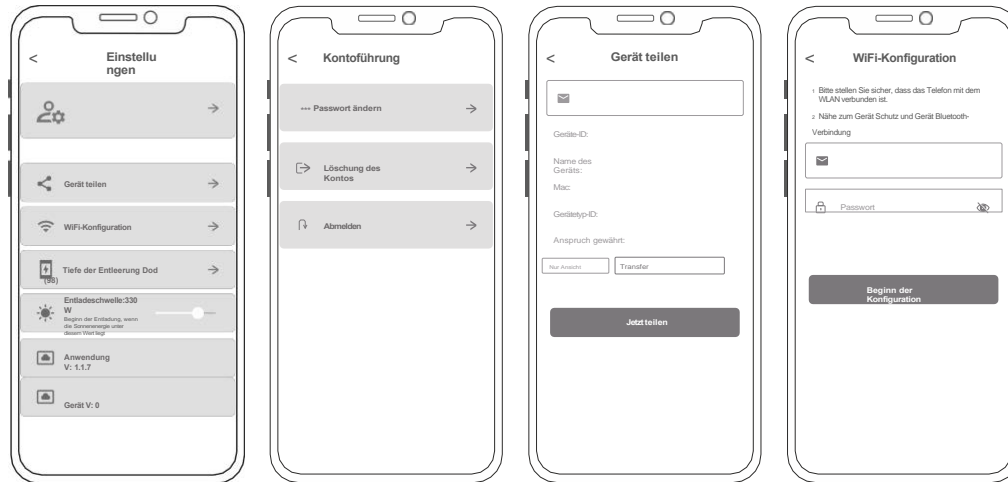 <
Einstellu
ngen
Gerät teilen
WiFi-Konfiguration
Tiefe der Entleerung Dod
(98)
Entladeschwelle:330
W
Beginn der Entladung, wenn
die Sonnenenergie unter
diesem Wert liegt
Anwendung
V: 1.1.7
Gerät V: 0
<
Kontoführung
Passwort ändern
Löschung des
Kontos
Abmelden
<
Gerät teilen
Geräte-ID:
Name des
Geräts:
Mac:
Gerätetyp-ID:
Anspruch gewährt:
Nur Ansicht
Transfer
Jetzt teilen
<
WiFi-Konfiguration
1 Bitte stellen Sie sicher, dass das Telefon mit dem
WLAN verbunden ist.
2 Nähe zum Gerät Schutz und Gerät Bluetooth-
Verbindung
Passwort
Beginn der
Konfiguration